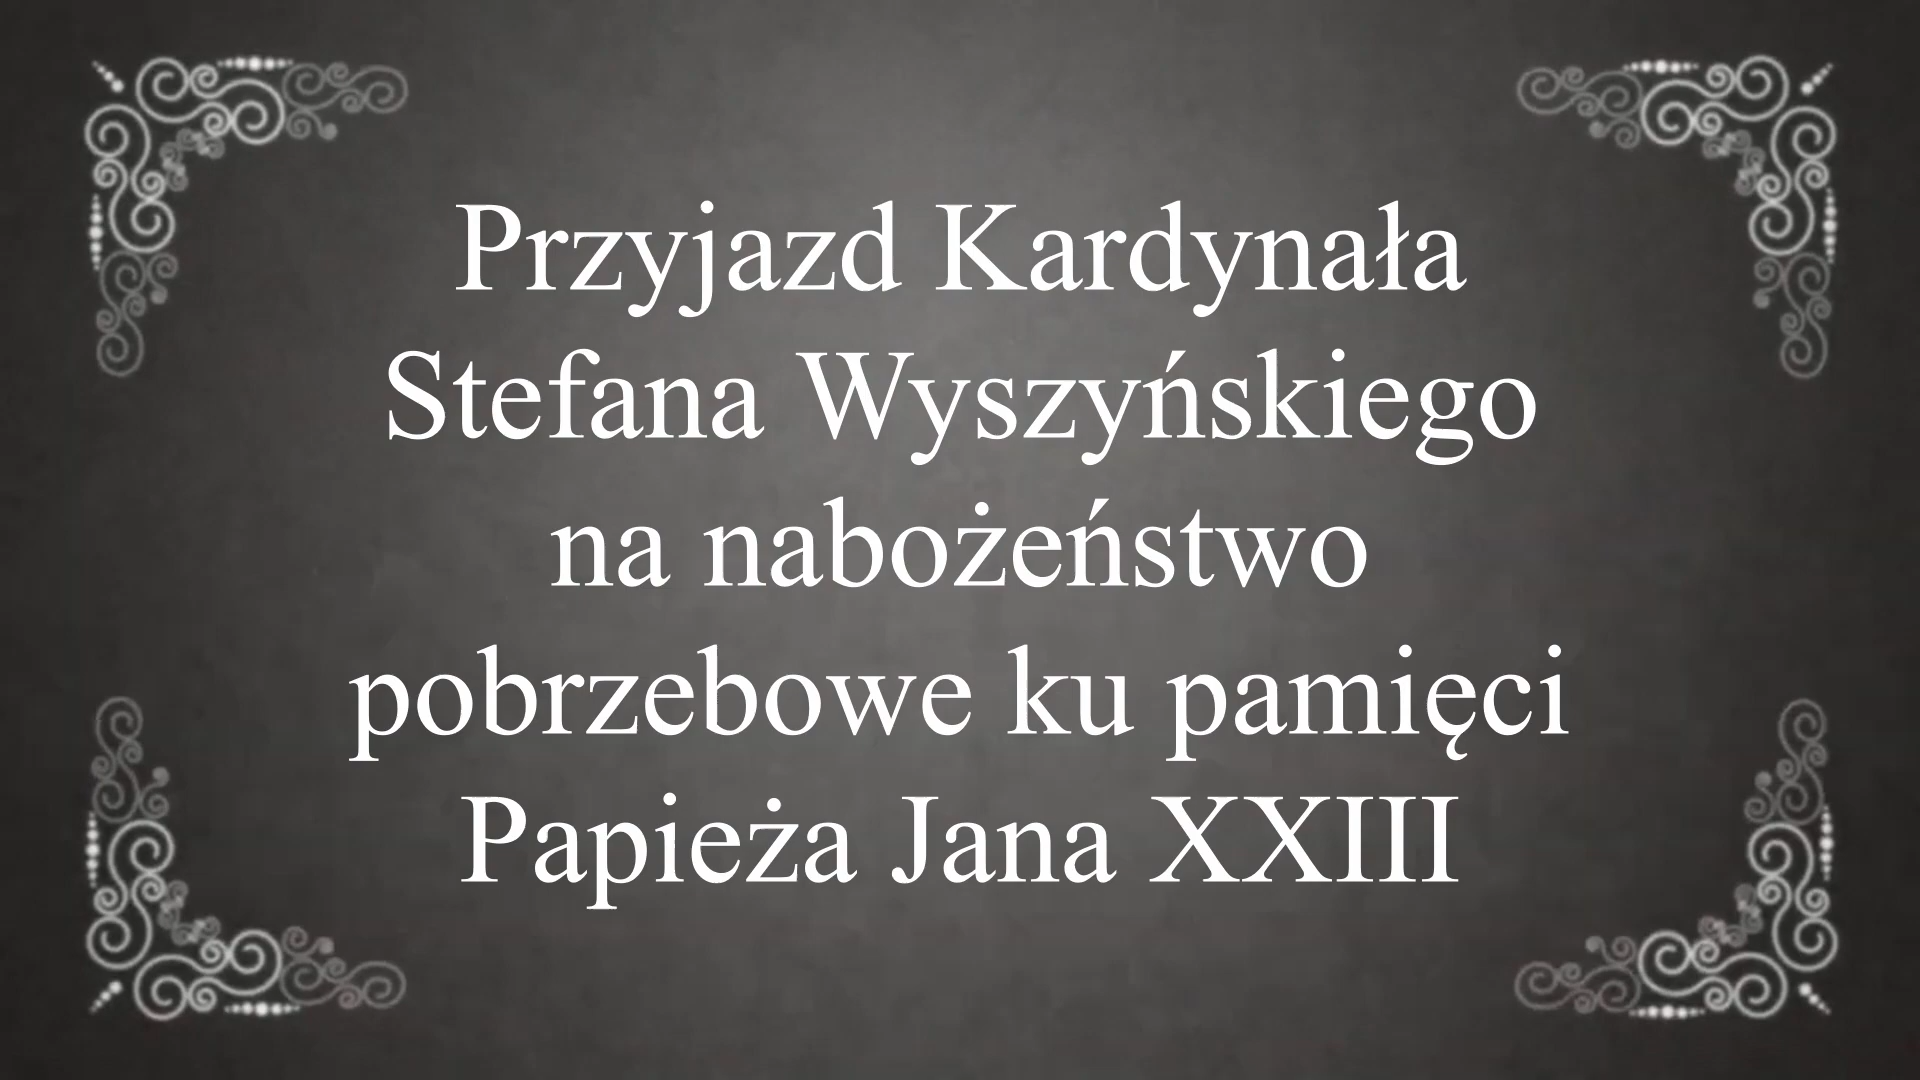 Przyjazd Kardynała
Stefana Wyszyńskiego
na nabożeństwo
pobrzebowe ku pamięci
Papieża Jana XXIII